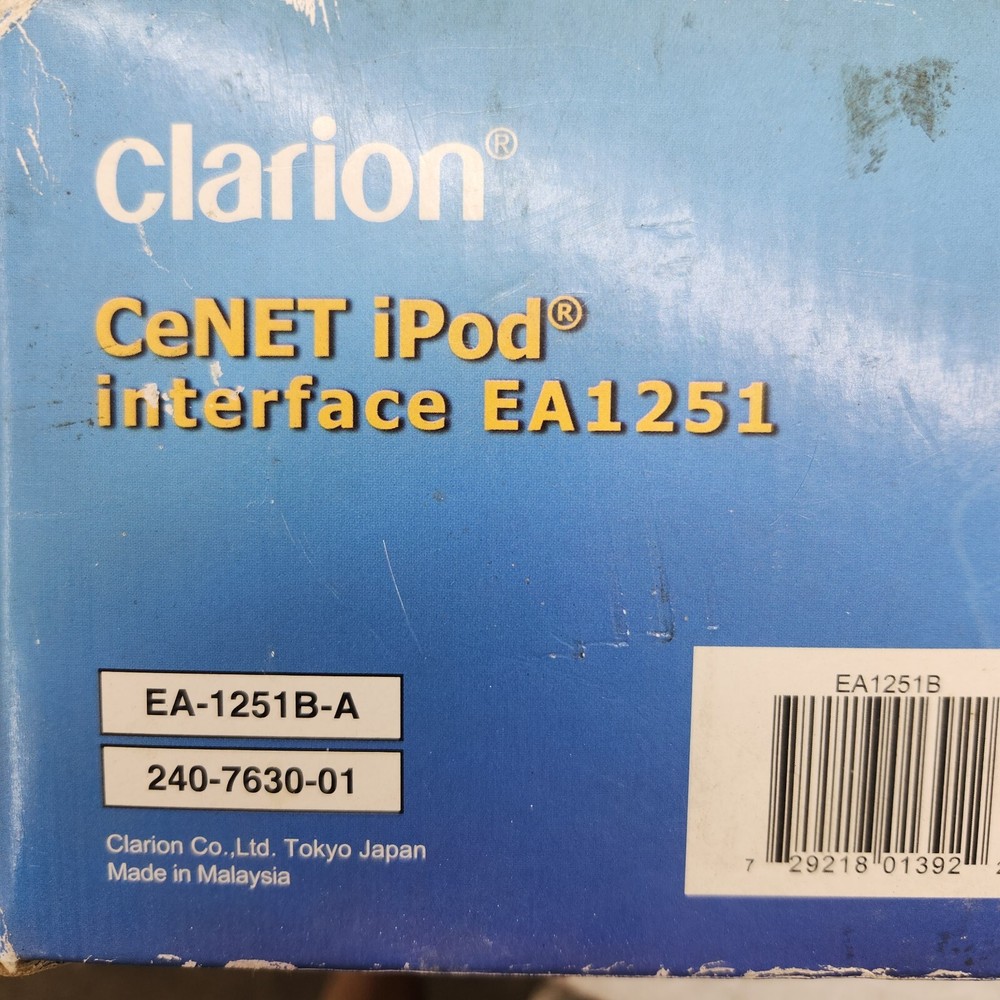 clarion®
CeNET iPod®
interface EA1251
EA-1251B-A
240-7630-01
Clarion Co.,Ltd. Tokyo Japan
Made in Malaysia
EA1251B
7 29218 01392